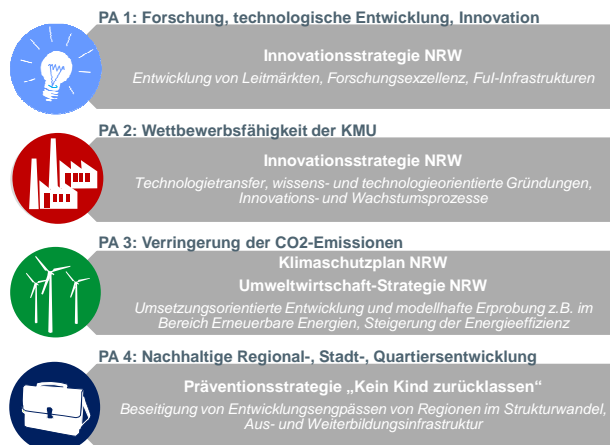 PA 1: Forschung, technologische Entwicklung, Innovation
Innovationsstrategie NRW
Entwicklung von Leitmärkten, Forschungsexzellenz, FuI-Infrastrukturen
PA 2: Wettbewerbsfähigkeit der KMU
Innovationsstrategie NRW
Technologietransfer, wissens- und technologieorientierte Gründungen,
Innovations- und Wachstumsprozesse
PA 3: Verringerung der CO2-Emissionen
Klimaschutzplan NRW
Umweltwirtschaft-Strategie NRW
Umsetzungsorientierte Entwicklung und modellhafte Erprobung z.B. im
Bereich Erneuerbare Energien, Steigerung der Energieeffizienz
PA 4: Nachhaltige Regional-, Stadt-, Quartiersentwicklung
Präventionsstrategie „Kein Kind zurücklassen“
Beseitigung von Entwicklungsengpässen von Regionen im Strukturwandel,
Aus- und Weiterbildungsinfrastruktur